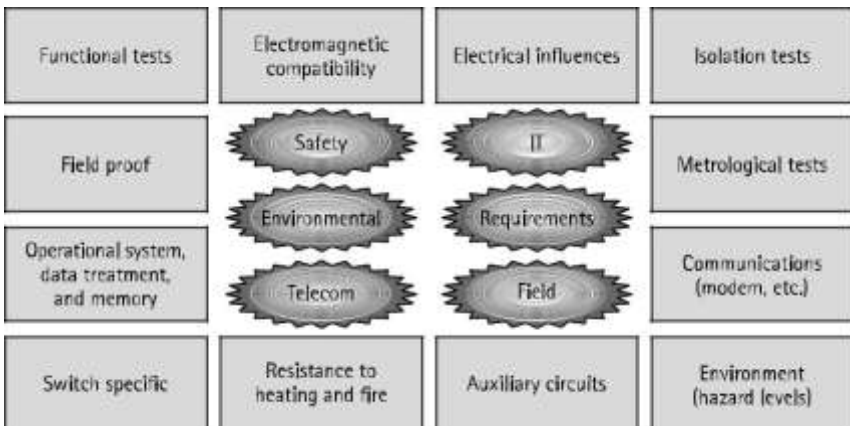 Functional tests
Electromagnetic
compatibility
Electrical influences
Isolation tests
Safety
IT
Field proof
Metrological tests
Environmental
Requirements
Operational system,
data treatment,
and memory
Communications
(modem, etc.)
Telecom
Field
Switch specific
Resistance to
heating and fire
Auxiliary circuits
Environment
(hazard levels)